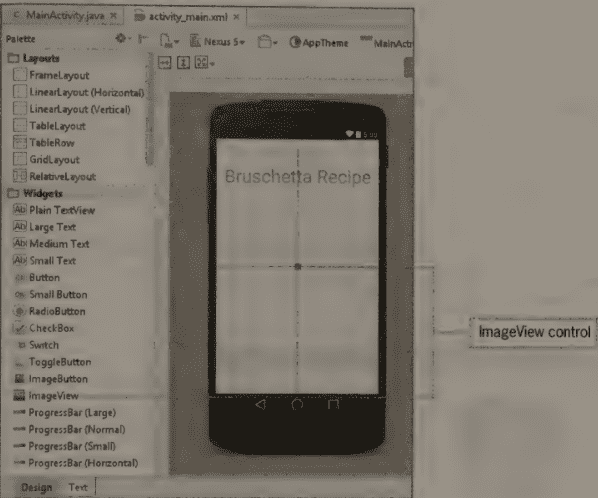 MainActivity.java ×
activity_main.xml ×
Palette
Nexus 5
AppTheme
MainActi
Layouts
FrameLayout
LinearLayout (Horizontal)
LinearLayout (Vertical)
TableLayout
TableRow
GridLayout
RelativeLayout
Widgets
Plain TextView
Large Text
Medium Text
Small Text
Button
Small Button
RadioButton
CheckBox
Switch
ToggleButton
ImageButton
ImageView
ProgressBar (Large)
ProgressBar (Normal)
ProgressBar (Small)
ProgressBar (Horizontal)
Design Text
Bruschetta Recipe
ImageView control